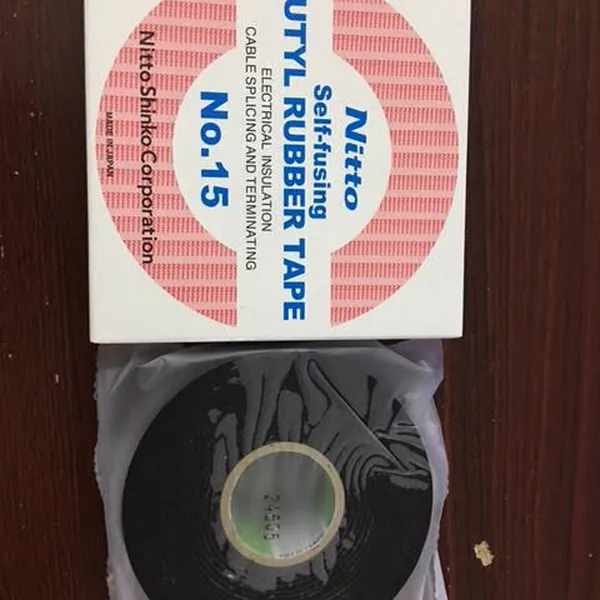 Nitto
Self-fusing
UTYL RUBBER TAPE
ELECTRICAL INSULATION
CABLE SPLICING AND TERMINATING
No.15
Nitto Shinko Corporation
MADE IN JAPAN